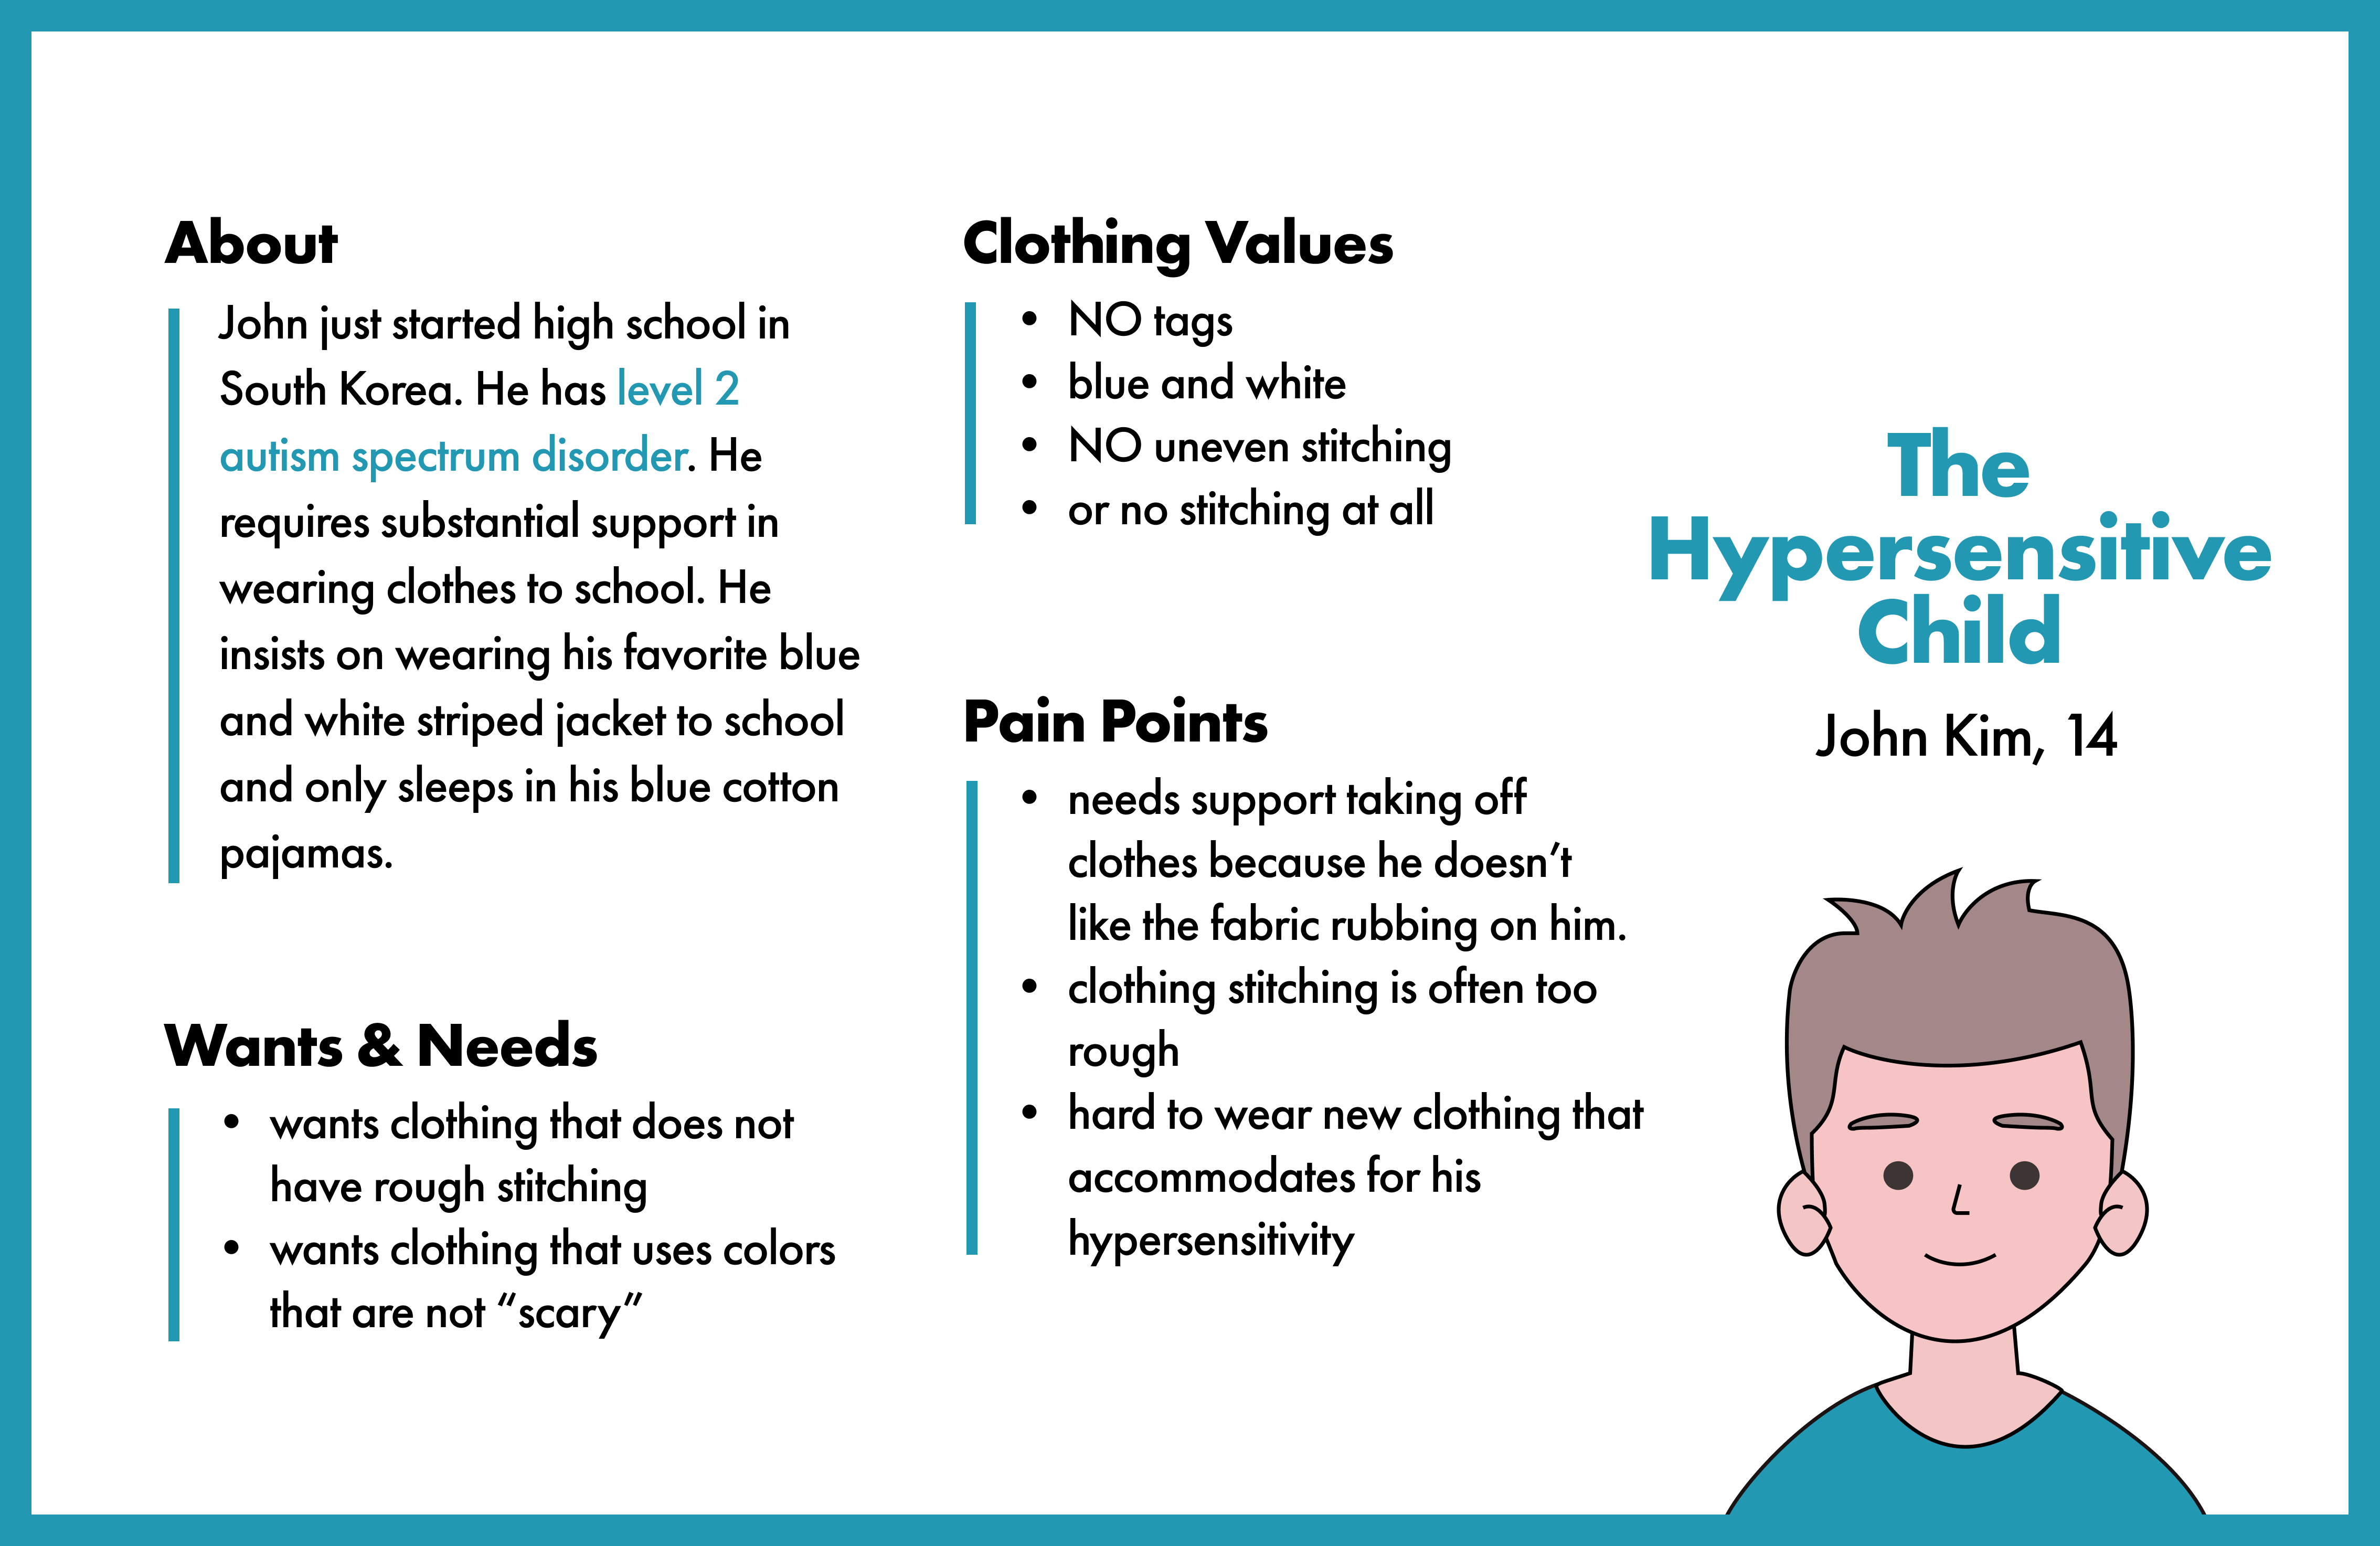 About
John just started high school in
South Korea. He has level 2
autism spectrum disorder. He
requires substantial support in
wearing clothes to school. He
insists on wearing his favorite blue
and white striped jacket to school
and only sleeps in his blue cotton
pajamas.
Wants & Needs
• wants clothing that does not
have rough stitching
• wants clothing that uses colors
that are not “scary”
Clothing Values
• NO tags
• blue and white
• NO uneven stitching
• or no stitching at all
Pain Points
• needs support taking off
clothes because he doesn’t
like the fabric rubbing on him.
• clothing stitching is often too
rough
• hard to wear new clothing that
accommodates for his
hypersensitivity
The
Hypersensitive
Child
John Kim, 14